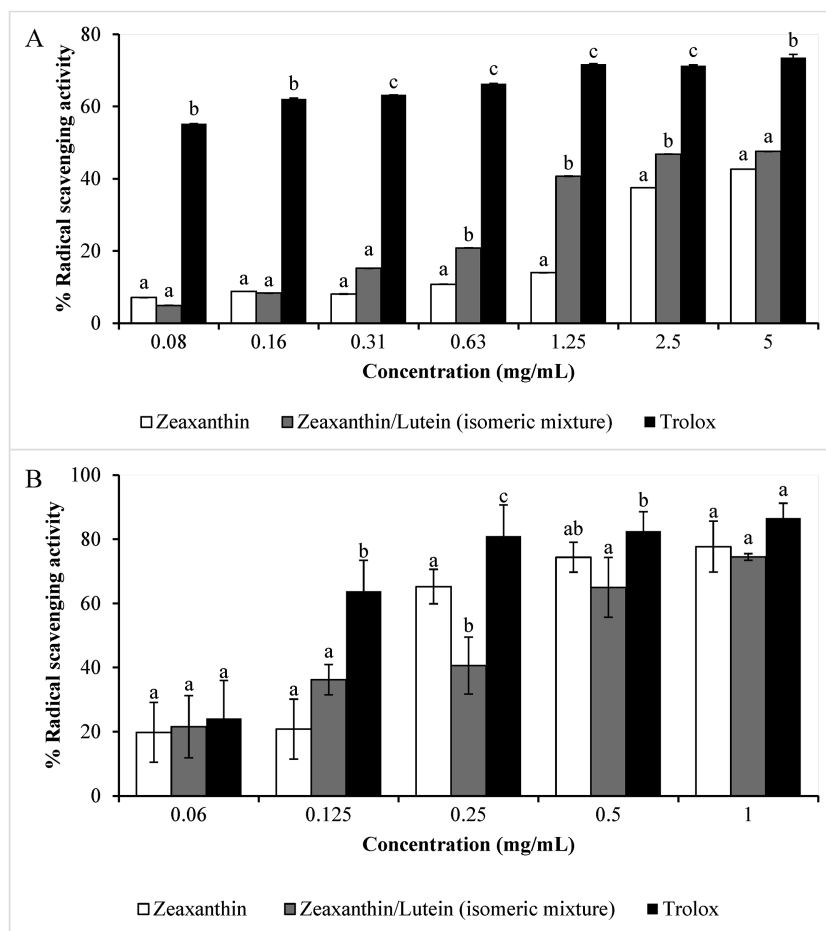 A
% Radical scavenging activity
80
60
40
20
0
a a b
a a b
a a c
a b c
a b c
a b c
a a b
0.08 0.16 0.31 0.63 1.25 2.5 5
Concentration (mg/mL)
Zeaxanthin Zeaxanthin/Lutein (isomeric mixture) Trolox
B
% Radical scavenging activity
100
80
60
40
20
0
a a a
a a b
a b c
ab a b
a a a
0.06 0.125 0.25 0.5 1
Concentration (mg/mL)
Zeaxanthin Zeaxanthin/Lutein (isomeric mixture) Trolox